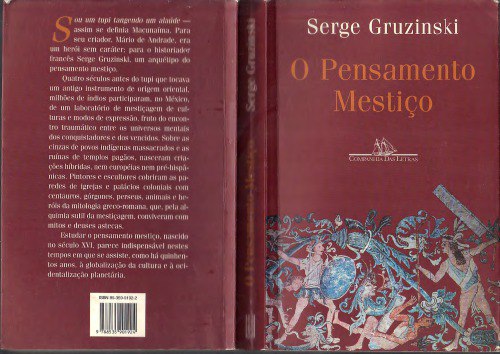 Sou um tupi tangendo um alaúde —
assim se definia Macunaíma. Para
seu criador, Mário de Andrade, era
um herói sem caráter; para o historiador
francês Serge Gruzinski, um arquétipo do
pensamento mestiço.
Quatro séculos antes do tupi que tocava
um antigo instrumento de origem oriental,
milhões de índios participaram, no México,
de um laboratório de mestiçagem de cultu-
ras e modos de expressão, fruto do encon-
tro traumático entre os universos mentais
dos conquistadores e dos vencidos. Sobre as
cinzas de povos indígenas massacrados e as
ruínas de templos pagãos, nasceram cria-
ções híbridas, nem européias nem pré-his-
pânicas. Pintores e escultores cobriram as pa-
redes de igrejas e palácios coloniais com
centauros, górgones, perseus, animais e he-
róis da mitologia greco-romana, que, pela al-
quimia sutil da mestiçagem, conviveram com
mitos e deuses astecas.
Estudar o pensamento mestiço, nascido
no século XVI, parece indispensável nestes
tempos em que se assiste, como há quinhen-
tos anos, à globalização da cultura e à oci-
dentalização planetária.
Serge Gruzinski
Serge Gruzinski
O Pensamento
Mestiço
COMPANHIA DAS LETRAS